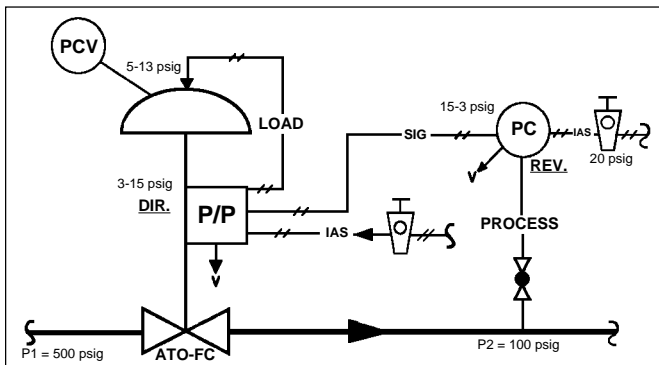 PCV
5-13 psig
LOAD
15-3 psig
PC
SIG
IAS
20 psig
REV.
V
3-15 psig
DIR.
P/P
IAS
V
PROCESS
ATO-FC
P1 = 500 psig
P2 = 100 psig